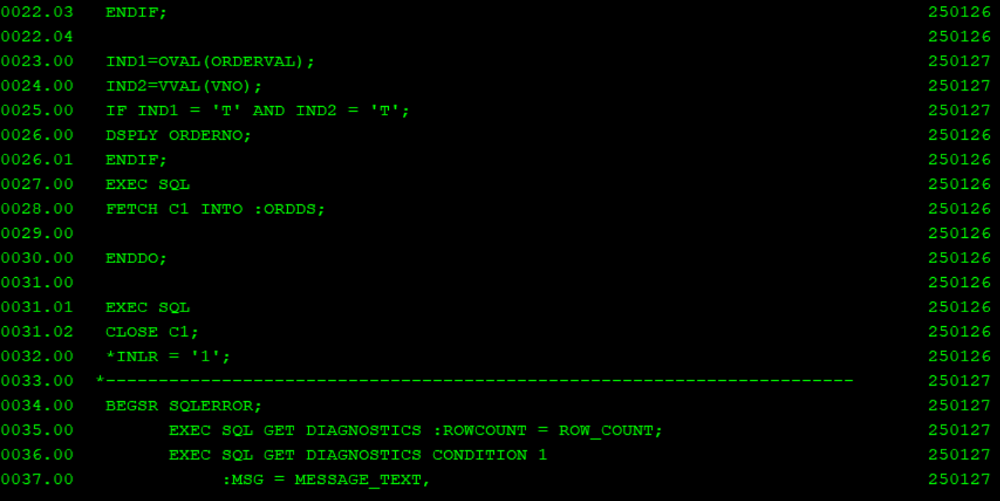 0022.03 ENDIF; 250126
0022.04 250126
0023.00 IND1=OVAL(ORDERVAL); 250127
0024.00 IND2=VVAL(VNO); 250127
0025.00 IF IND1 = 'T' AND IND2 = 'T'; 250127
0026.00 DSPLY ORDERNO; 250126
0026.01 ENDIF; 250126
0027.00 EXEC SQL 250126
0028.00 FETCH C1 INTO :ORDDS; 250126
0029.00 250126
0030.00 ENDDO; 250126
0031.00 250126
0031.01 EXEC SQL 250126
0031.02 CLOSE C1; 250126
0032.00 *INLR = '1'; 250126
0033.00 *----------------------------------------------------------------------- 250127
0034.00 BEGSR SQLERROR; 250127
0035.00 EXEC SQL GET DIAGNOSTICS :ROWCOUNT = ROW_COUNT; 250127
0036.00 EXEC SQL GET DIAGNOSTICS CONDITION 1 250127
0037.00 :MSG = MESSAGE_TEXT, 250127